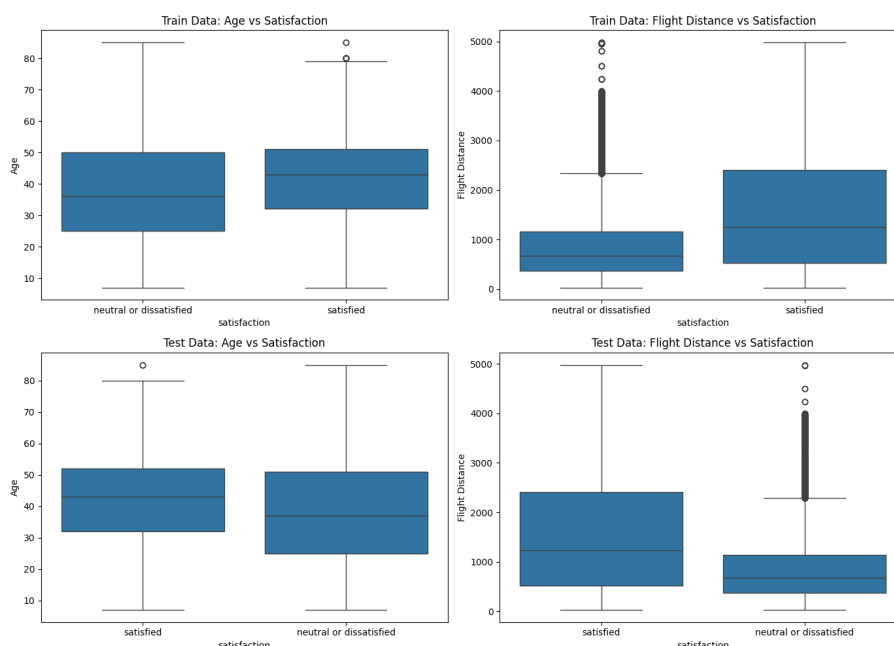 Train Data: Age vs Satisfaction
80
70
60
50
40
30
20
10
Age
neutral or dissatisfied
satisfied
satisfaction
Train Data: Flight Distance vs Satisfaction
5000
4000
3000
2000
1000
0
Flight Distance
neutral or dissatisfied
satisfied
satisfaction
Test Data: Age vs Satisfaction
80
70
60
50
40
30
20
10
Age
satisfied
neutral or dissatisfied
satisfaction
Test Data: Flight Distance vs Satisfaction
5000
4000
3000
2000
1000
0
Flight Distance
satisfied
neutral or dissatisfied
satisfaction